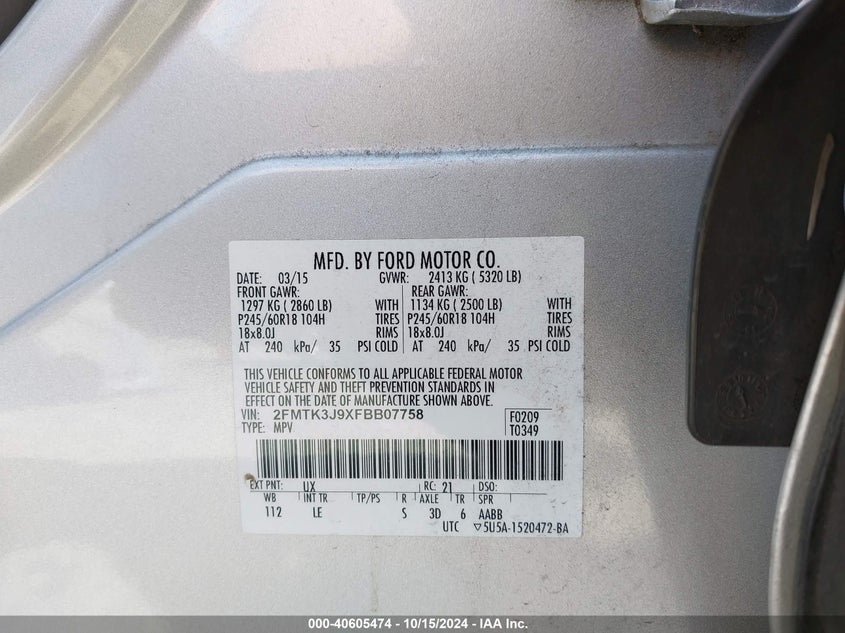 MFD. BY FORD MOTOR CO.
DATE: 03/15 GVWR: 2413 KG ( 5320 LB)
FRONT GAWR: REAR GAWR:
1297 KG ( 2860 LB) WITH 1134 KG ( 2500 LB) WITH
P245/60R18 104H TIRES P245/60R18 104H TIRES
18x8.0J RIMS 18x8.0J RIMS
AT 240 kPa/ 35 PSI COLD AT 240 kPa/ 35 PSI COLD
THIS VEHICLE CONFORMS TO ALL APPLICABLE FEDERAL MOTOR
VEHICLE SAFETY AND THEFT PREVENTION STANDARDS IN
EFFECT ON THE DATE OF MANUFACTURE SHOWN ABOVE.
VIN: 2FMTK3J9XFBB07758 F0209
TYPE: MPV T0349
EXT PNT: UX RC: 21 DSO:
WB INT TR TP/PS R AXLE TR SPR
112 LE S 3D 6 AABB
UTC ▽5U5A-1520472-BA
000-40605474 - 10/15/2024 - IAA Inc.